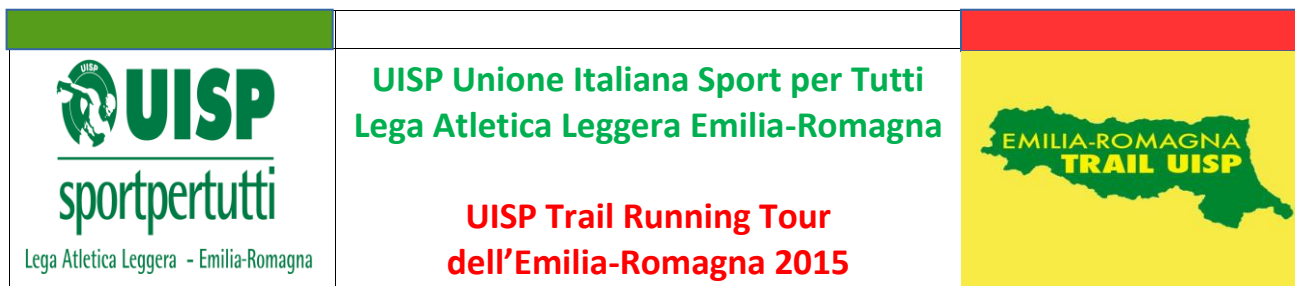 UISP
UISP
sportpertutti
Lega Atletica Leggera - Emilia-Romagna
UISP Unione Italiana Sport per Tutti
Lega Atletica Leggera Emilia-Romagna
UISP Trail Running Tour
dell’Emilia-Romagna 2015
EMILIA-ROMAGNA
TRAIL UISP